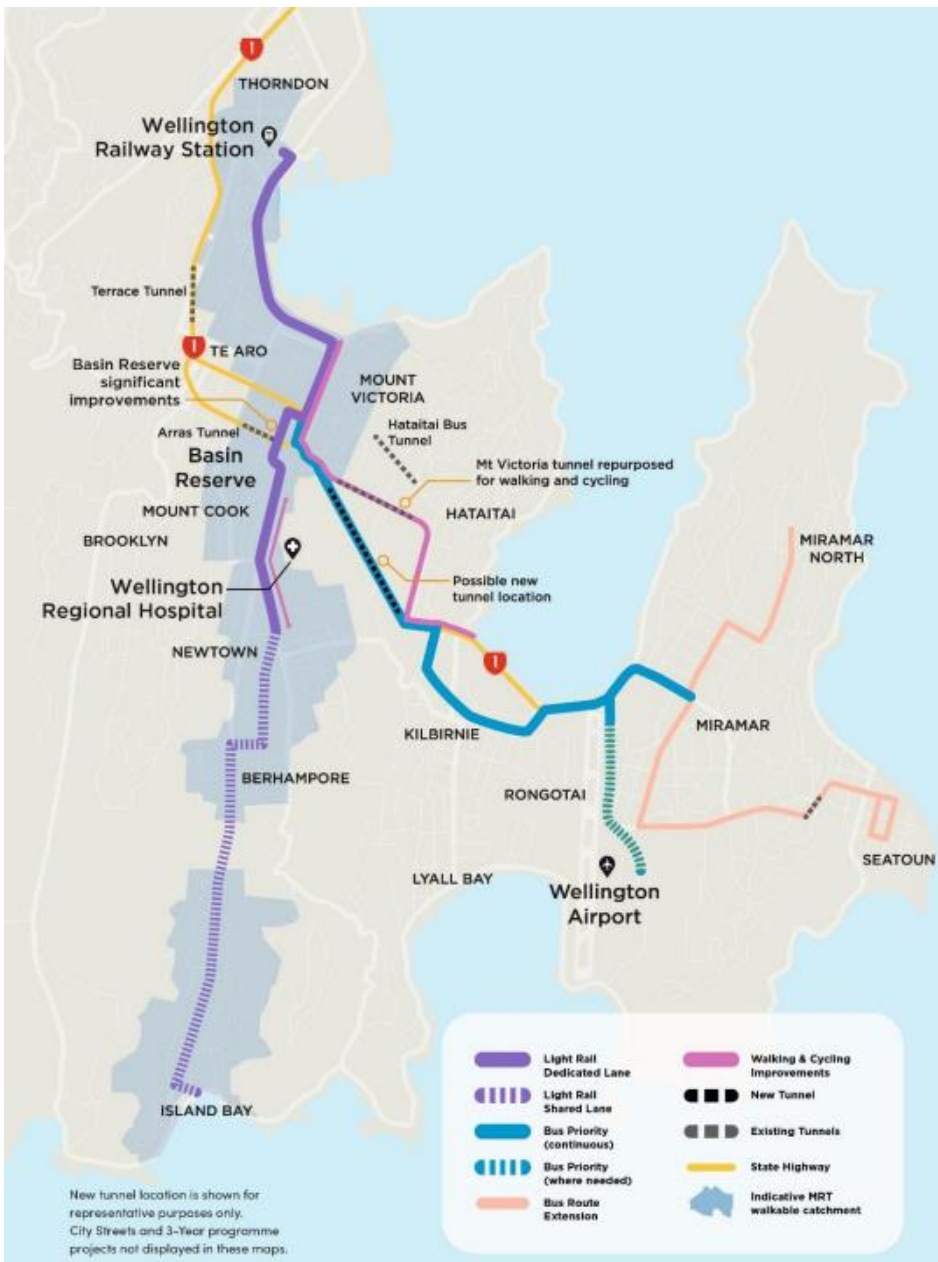 1
THORNDON
Wellington
Railway Station
Terrace Tunnel
1
TE ARO
Basin Reserve
significant
improvements
MOUNT
VICTORIA
Hataitai Bus
Tunnel
Arras Tunnel
Basin
Reserve
Mt Victoria tunnel repurposed
for walking and cycling
MOUNT COOK
HATAITAI
BROOKLYN
MIRAMAR
NORTH
Wellington
Regional Hospital
Possible new
tunnel location
NEWTOWN
1
KILBIRNIE
MIRAMAR
BERHAMPORE
RONGOTAI
SEATOUN
LYALL BAY
Wellington
Airport
ISLAND BAY
Light Rail
Dedicated Lane
Light Rail
Shared Lane
Bus Priority
(continuous)
Bus Priority
(where needed)
Bus Route
Extension
Walking & Cycling
Improvements
New Tunnel
Existing Tunnels
State Highway
Indicative MRT
walkable catchment
New tunnel location is shown for
representative purposes only.
City Streets and 3-Year programme
projects not displayed in these maps.